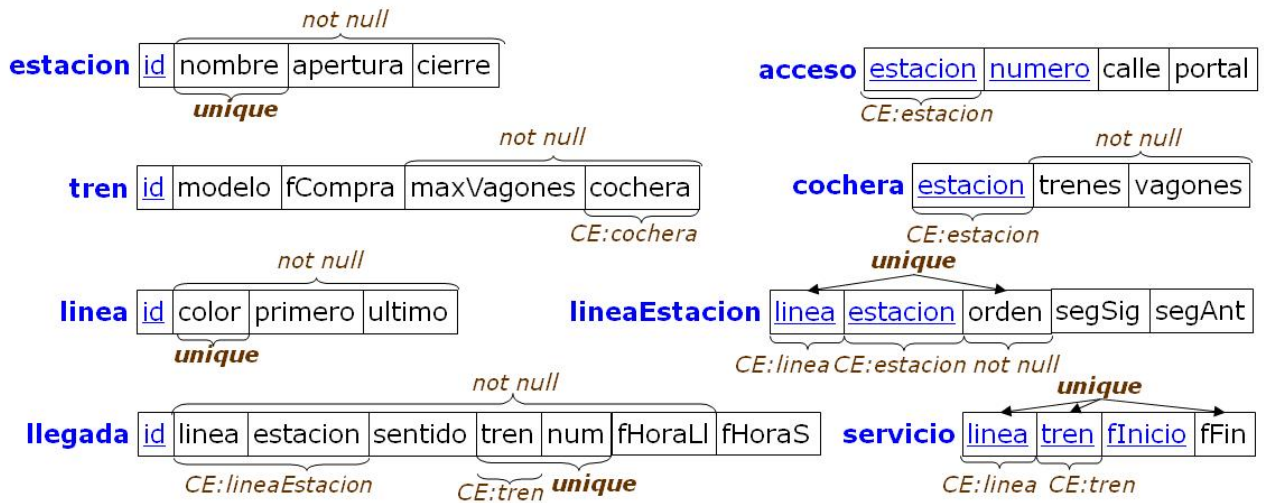 not null
estacion id nombre apertura cierre
unique
acceso estacion numero calle portal
CE:estacion
not null
tren id modelo fCompra maxVagones cochera
CE:cochera
not null
cochera estacion trenes vagones
CE:estacion
not null
linea id color primero ultimo
unique
unique
lineaEstacion linea estacion orden segSig segAnt
CE:linea CE:estacion not null
not null
llegada id linea estacion sentido tren num fHoraLl fHoraS
CE:lineaEstacion CE:tren unique
unique
servicio linea tren fInicio fFin
CE:linea CE:tren